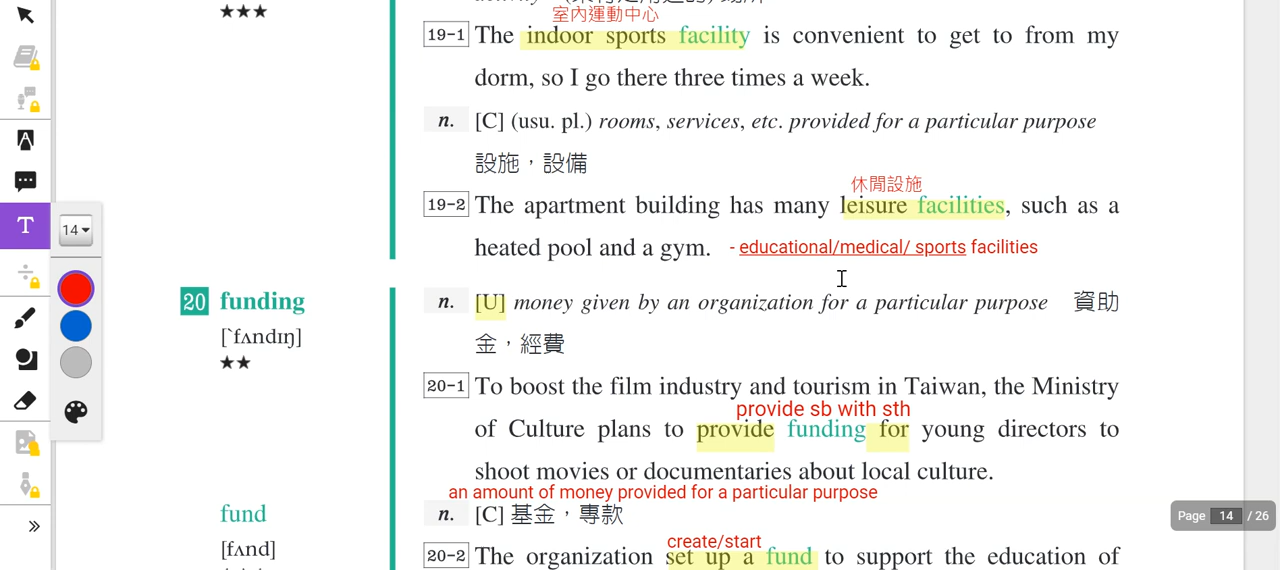 ★★★
室內運動中心
19-1 The indoor sports facility is convenient to get to from my
dorm, so I go there three times a week.
n. [C] (usu. pl.) rooms, services, etc. provided for a particular purpose
設施，設備
休閒設施
19-2 The apartment building has many leisure facilities, such as a
heated pool and a gym. - educational/medical/ sports facilities
14
20 funding n. [U] money given by an organization for a particular purpose 資助
[ˋfʌndɪŋ] 金，經費
★★
20-1 To boost the film industry and tourism in Taiwan, the Ministry
provide sb with sth
of Culture plans to provide funding for young directors to
shoot movies or documentaries about local culture.
an amount of money provided for a particular purpose
fund n. [C] 基金，專款
[fʌnd]
create/start
20-2 The organization set up a fund to support the education of
Page 14 / 26